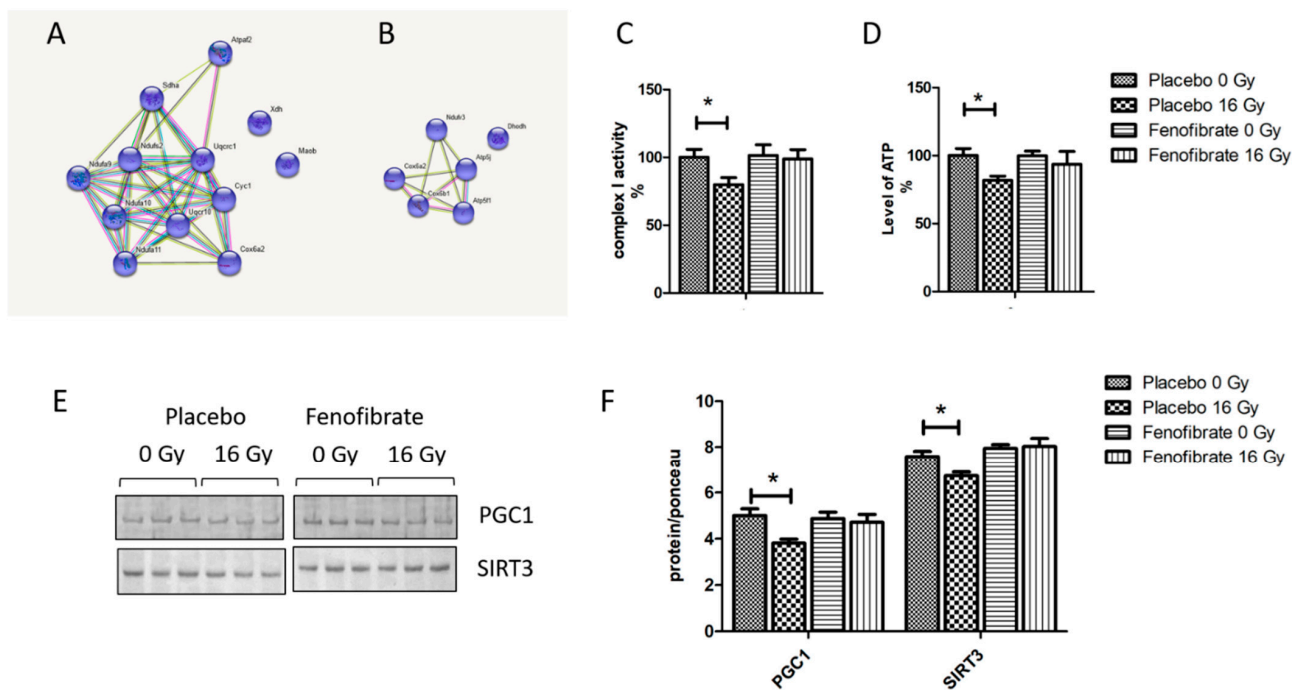 A
Atpaf2
Sdha
Xdh
Ndufs2
Uqcrc1
Maob
Ndufa9
Cyc1
Ndufa10
Uqcr10
Ndufa11
Cox6a2
B
Dhodh
Cox6a2
Atp5j
Cox6b1
Atp5f1
C
150
100
50
0
complex I activity
%
*
D
150
100
50
0
Level of ATP
%
*
Placebo 0 Gy
Placebo 16 Gy
Fenofibrate 0 Gy
Fenofibrate 16 Gy
E
Placebo Fenofibrate
0 Gy 16 Gy 0 Gy 16 Gy
PGC1
SIRT3
F
10
8
6
4
2
0
protein/ponceau
*
*
PGC1
SIRT3
Placebo 0 Gy
Placebo 16 Gy
Fenofibrate 0 Gy
Fenofibrate 16 Gy